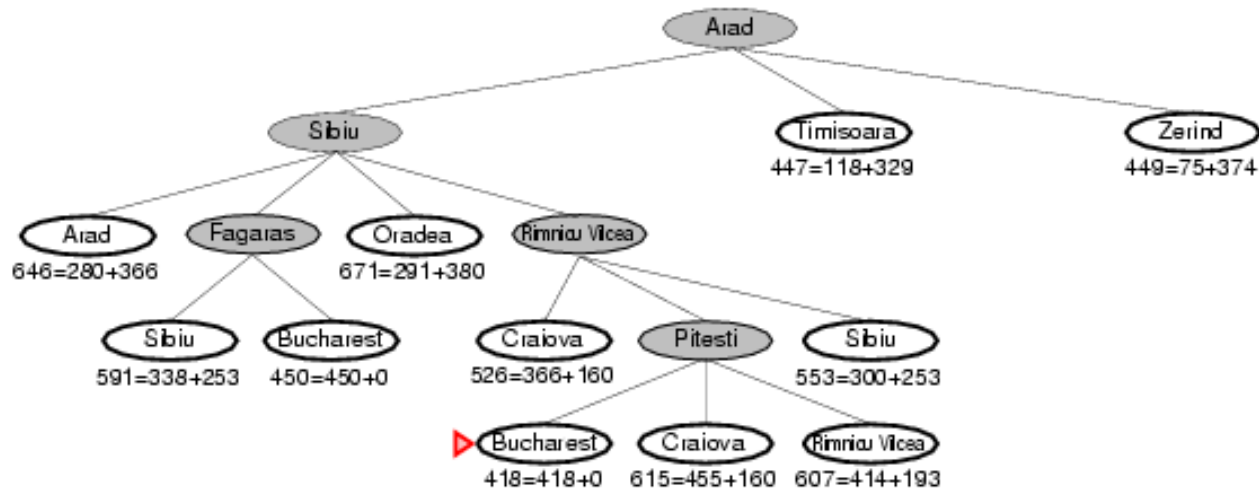 Arad
Sibiu Timisoara Zerind
447=118+329 449=75+374
Arad Fagaras Oradea Rimnicu Vilcea
646=280+366 671=291+380
Sibiu Bucharest Craiova Pitesti Sibiu
591=338+253 450=450+0 526=366+160 553=300+253
Bucharest Craiova Rimnicu Vilcea
418=418+0 615=455+160 607=414+193